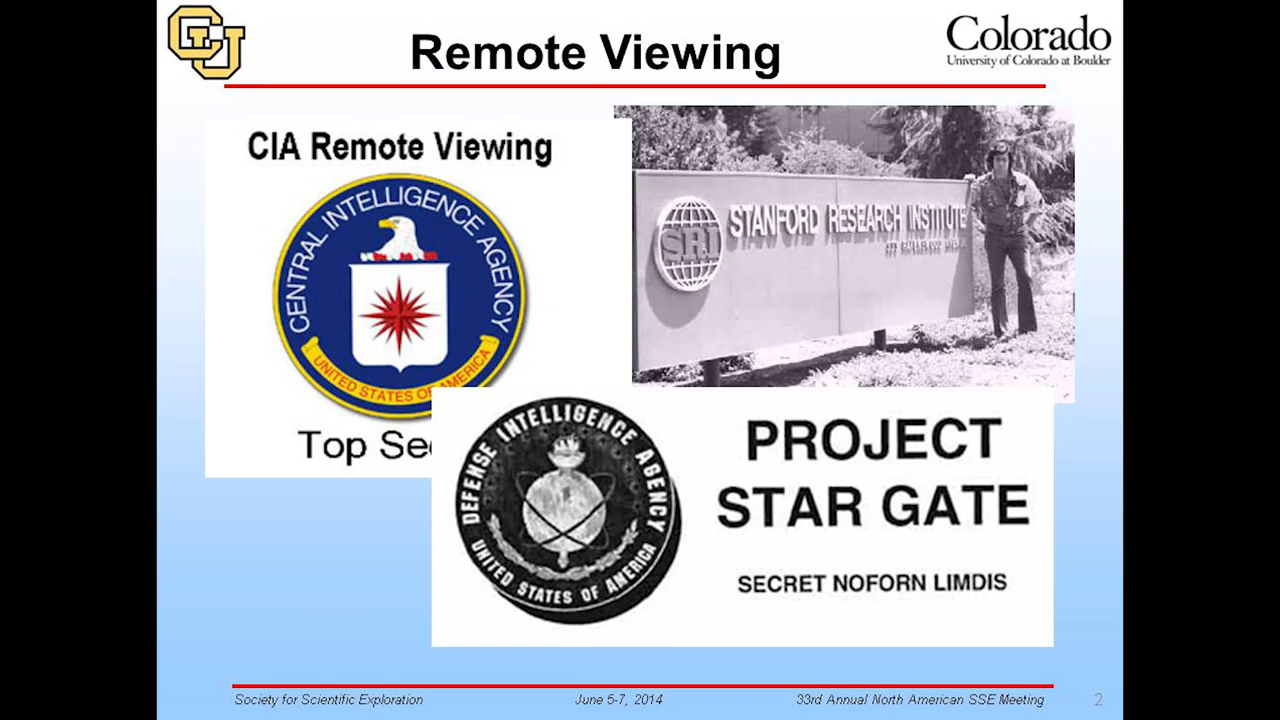 CU
Remote Viewing
Colorado
University of Colorado at Boulder
CIA Remote Viewing
CENTRAL INTELLIGENCE AGENCY
UNITED STATES OF AMERICA
Top Sec
SRI
STANFORD RESEARCH INSTITUTE
DEFENSE INTELLIGENCE AGENCY
UNITED STATES OF AMERICA
PROJECT
STAR GATE
SECRET NOFORN LIMDIS
Society for Scientific Exploration June 5-7, 2014 33rd Annual North American SSE Meeting 2